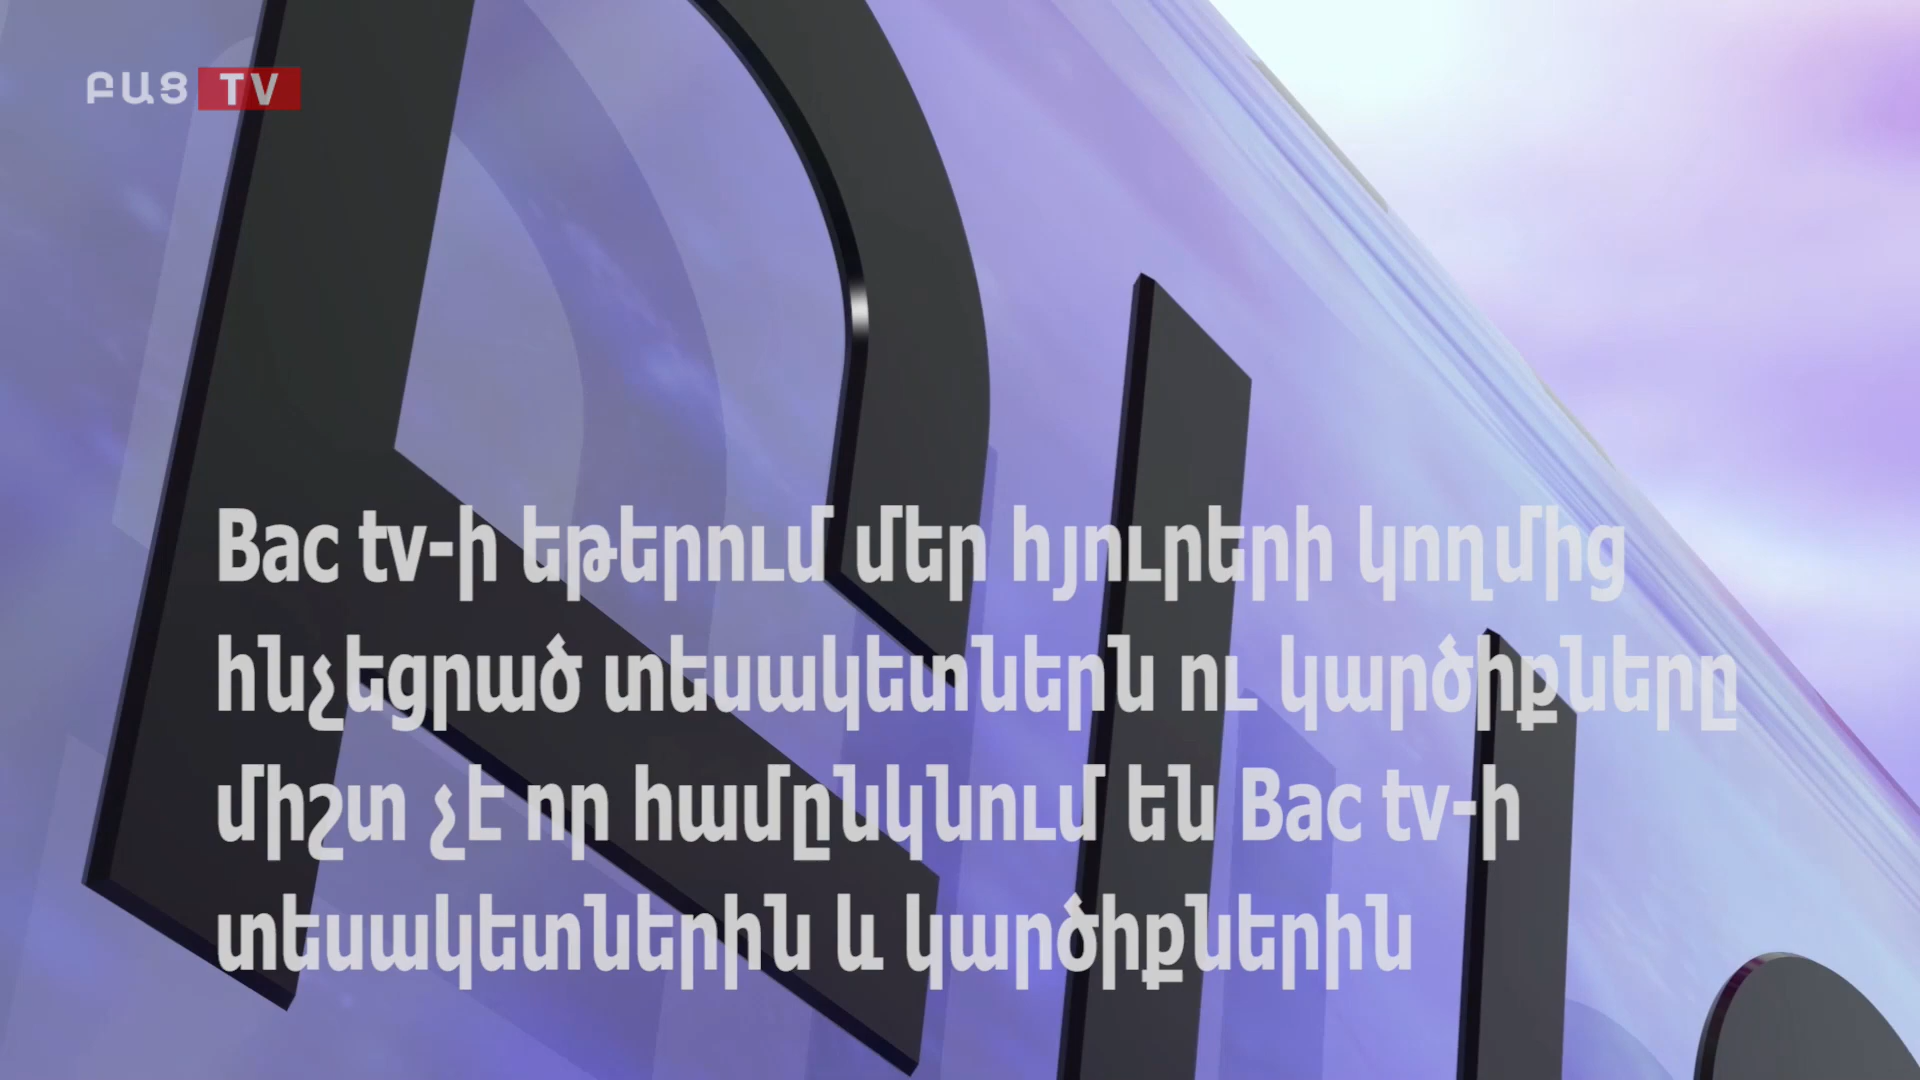 ԲԱՑ TV
Bac tv-ի եթերում մեր հյուրերի կողմից
հնչեցրած տեսակետներն ու կարծիքները
միշտ չէ որ համընկնում են Bac tv-ի
տեսակետներին և կարծիքներին